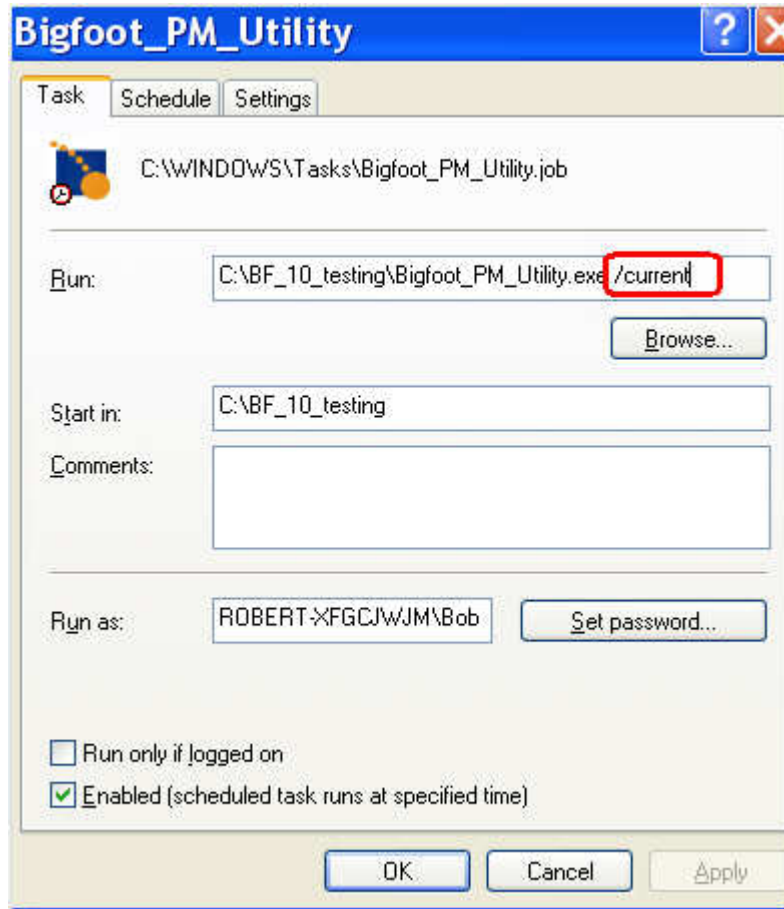 Bigfoot_PM_Utility
Task Schedule Settings
C:\WINDOWS\Tasks\Bigfoot_PM_Utility.job
Run: C:\BF_10_testing\Bigfoot_PM_Utility.exe /current
Browse...
Start in: C:\BF_10_testing
Comments:
Run as: ROBERT-XFGCJWJM\Bob Set password...
Run only if logged on
Enabled (scheduled task runs at specified time)
OK Cancel Apply